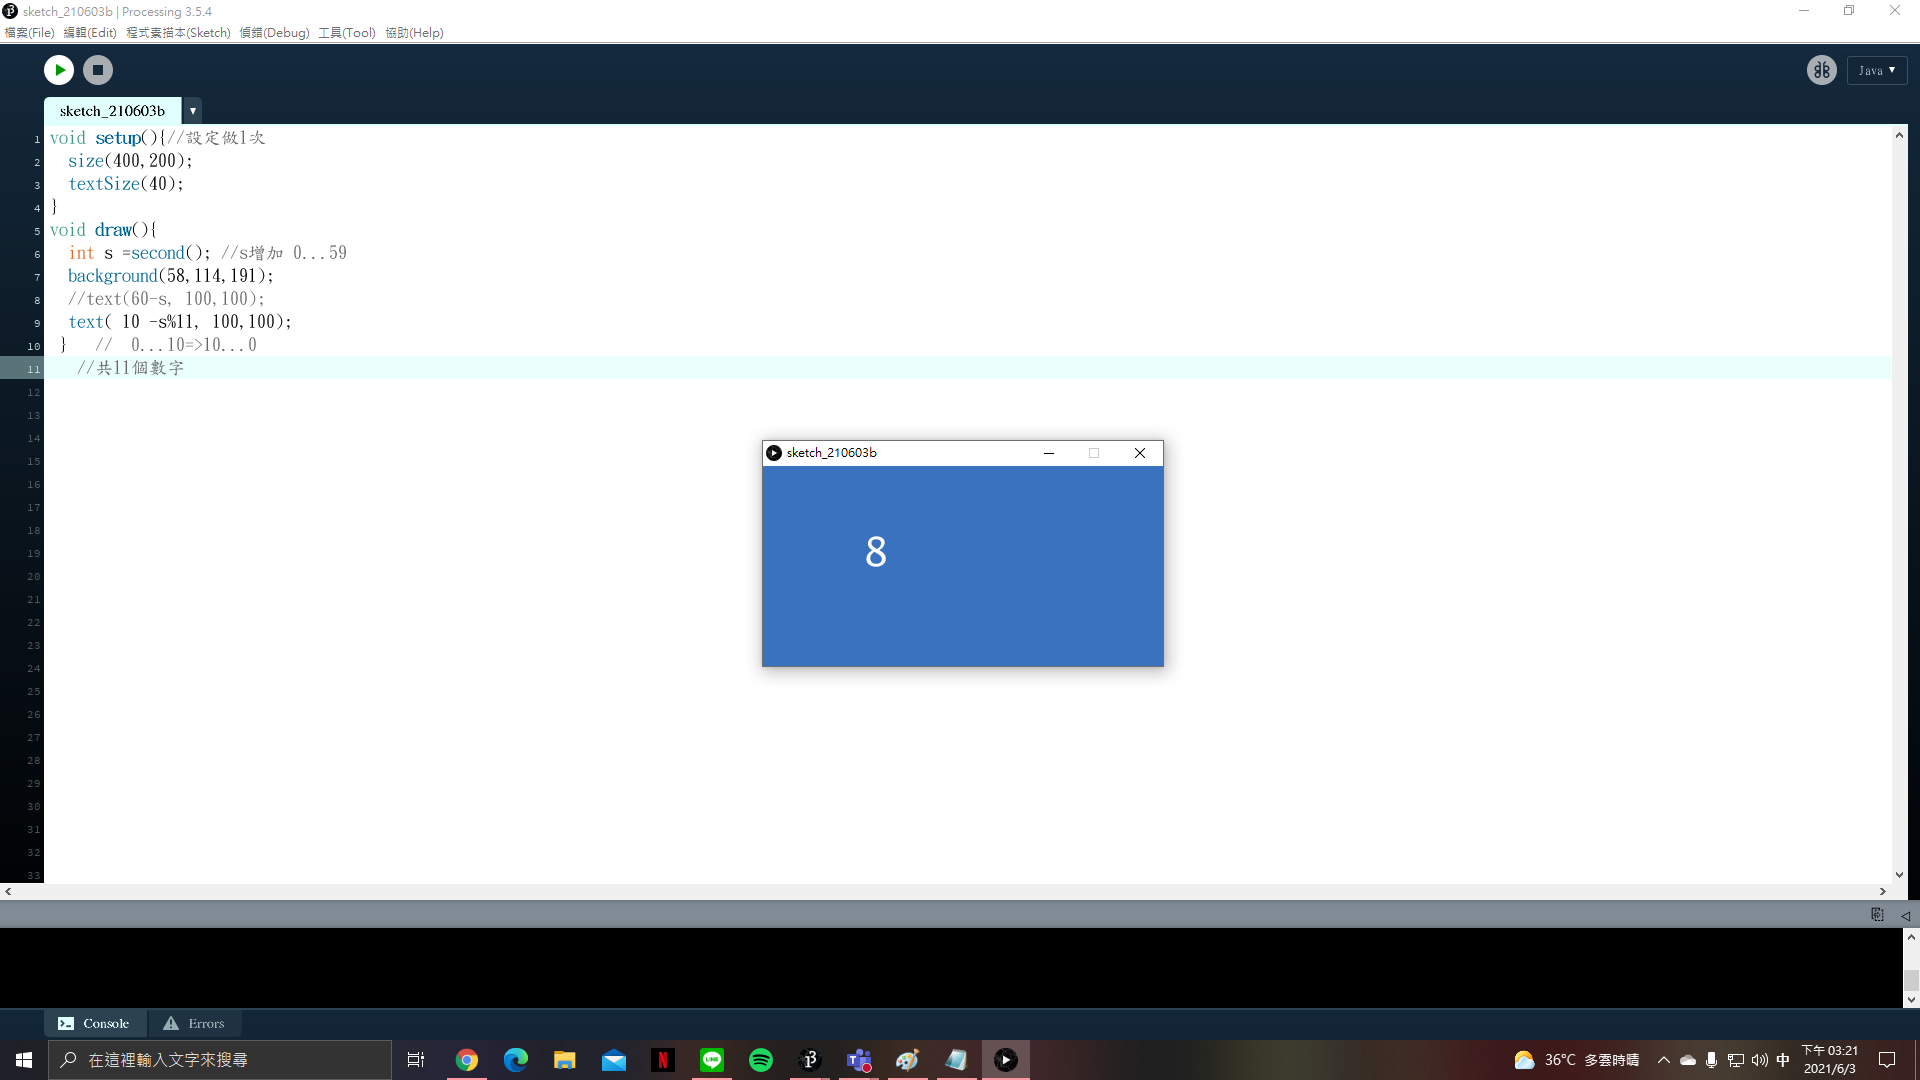 sketch_210603b | Processing 3.5.4
檔案(File) 編輯(Edit) 程式素描本(Sketch) 偵錯(Debug) 工具(Tool) 協助(Help)
Java ▼
sketch_210603b ▼
1 void setup(){//設定做1次
2   size(400,200);
3   textSize(40);
4 }
5 void draw(){
6   int s =second(); //s增加 0...59
7   background(58,114,191);
8   //text(60-s, 100,100);
9   text( 10 -s%11, 100,100);
10  }   //  0...10=>10...0
11    //共11個數字
12
13
14
15
16
17
18
19
20
21
22
23
24
25
26
27
28
29
30
31
32
33
sketch_210603b
8
Console Errors
在這裡輸入文字來搜尋
36°C 多雲時晴
中
下午 03:21
2021/6/3